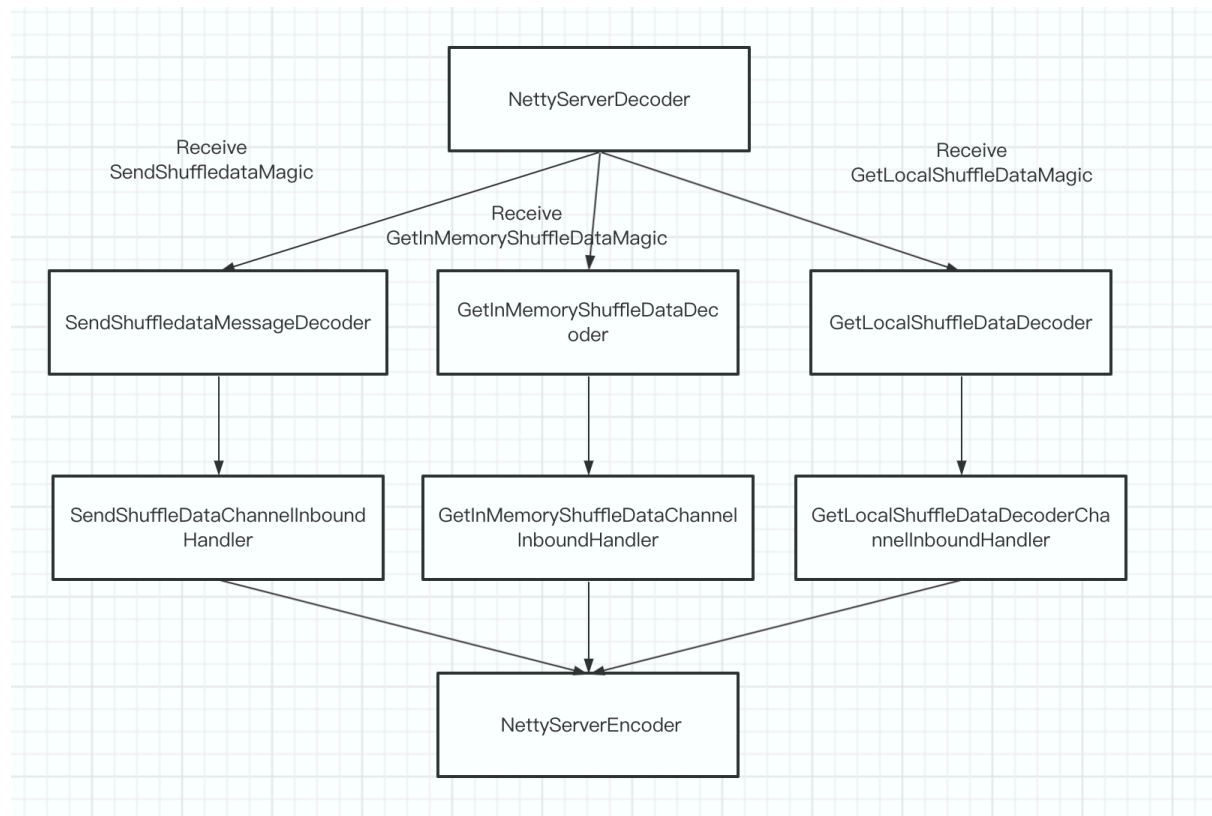 NettyServerDecoder
Receive
SendShuffledataMagic
Receive
GetLocalShuffleDataMagic
Receive
GetInMemoryShuffleDataMagic
SendShuffledataMessageDecoder
GetInMemoryShuffleDataDec
oder
GetLocalShuffleDataDecoder
SendShuffleDataChannelInbound
Handler
GetInMemoryShuffleDataChannel
InboundHandler
GetLocalShuffleDataDecoderCha
nnelInboundHandler
NettyServerEncoder